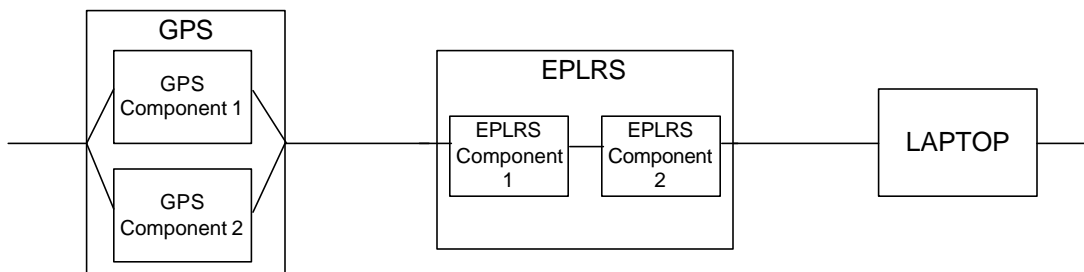 GPS
GPS
Component 1
GPS
Component 2
EPLRS
EPLRS
Component
1
EPLRS
Component
2
LAPTOP